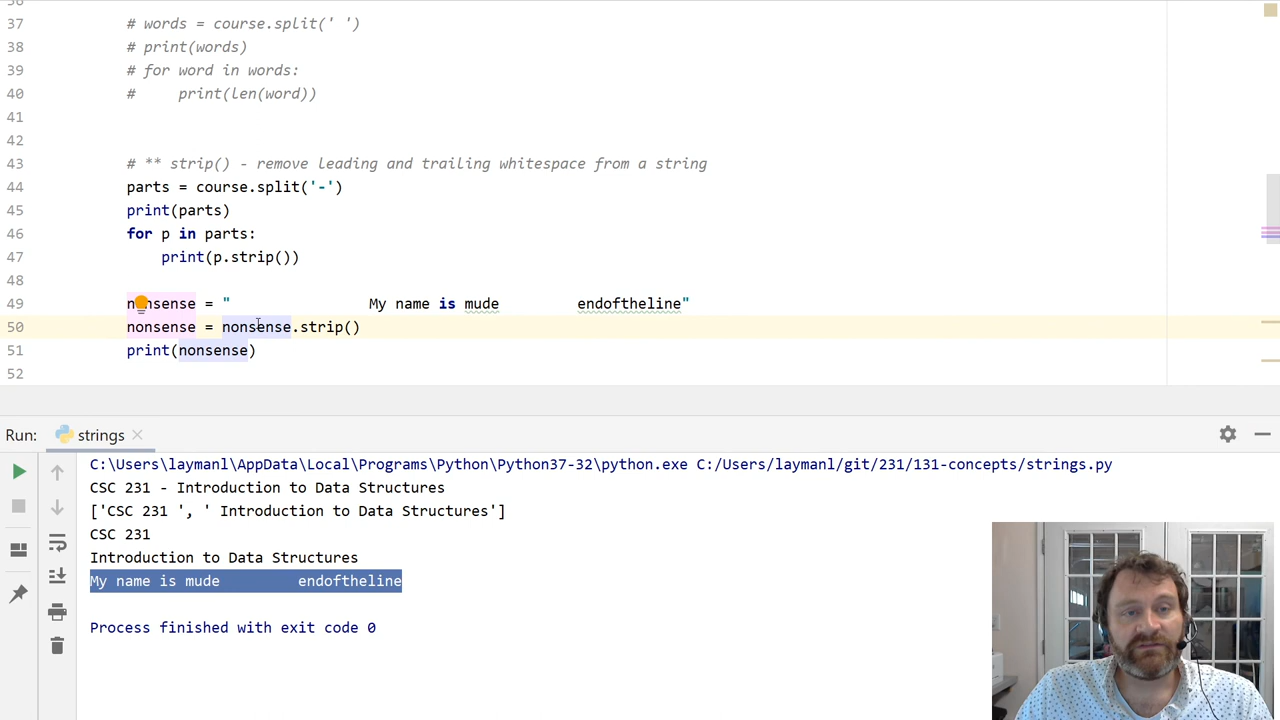 37 # words = course.split(' ')
38 # print(words)
39 # for word in words:
40 #     print(len(word))
41
42
43 # ** strip() - remove leading and trailing whitespace from a string
44 parts = course.split('-')
45 print(parts)
46 for p in parts:
47     print(p.strip())
48
49 nonsense = "                My name is mude         endoftheline"
50 nonsense = nonsense.strip()
51 print(nonsense)
52
Run: strings
C:\Users\laymanl\AppData\Local\Programs\Python\Python37-32\python.exe C:/Users/laymanl/git/231/131-concepts/strings.py
CSC 231 - Introduction to Data Structures
['CSC 231 ', ' Introduction to Data Structures']
CSC 231
Introduction to Data Structures
My name is mude         endoftheline
Process finished with exit code 0